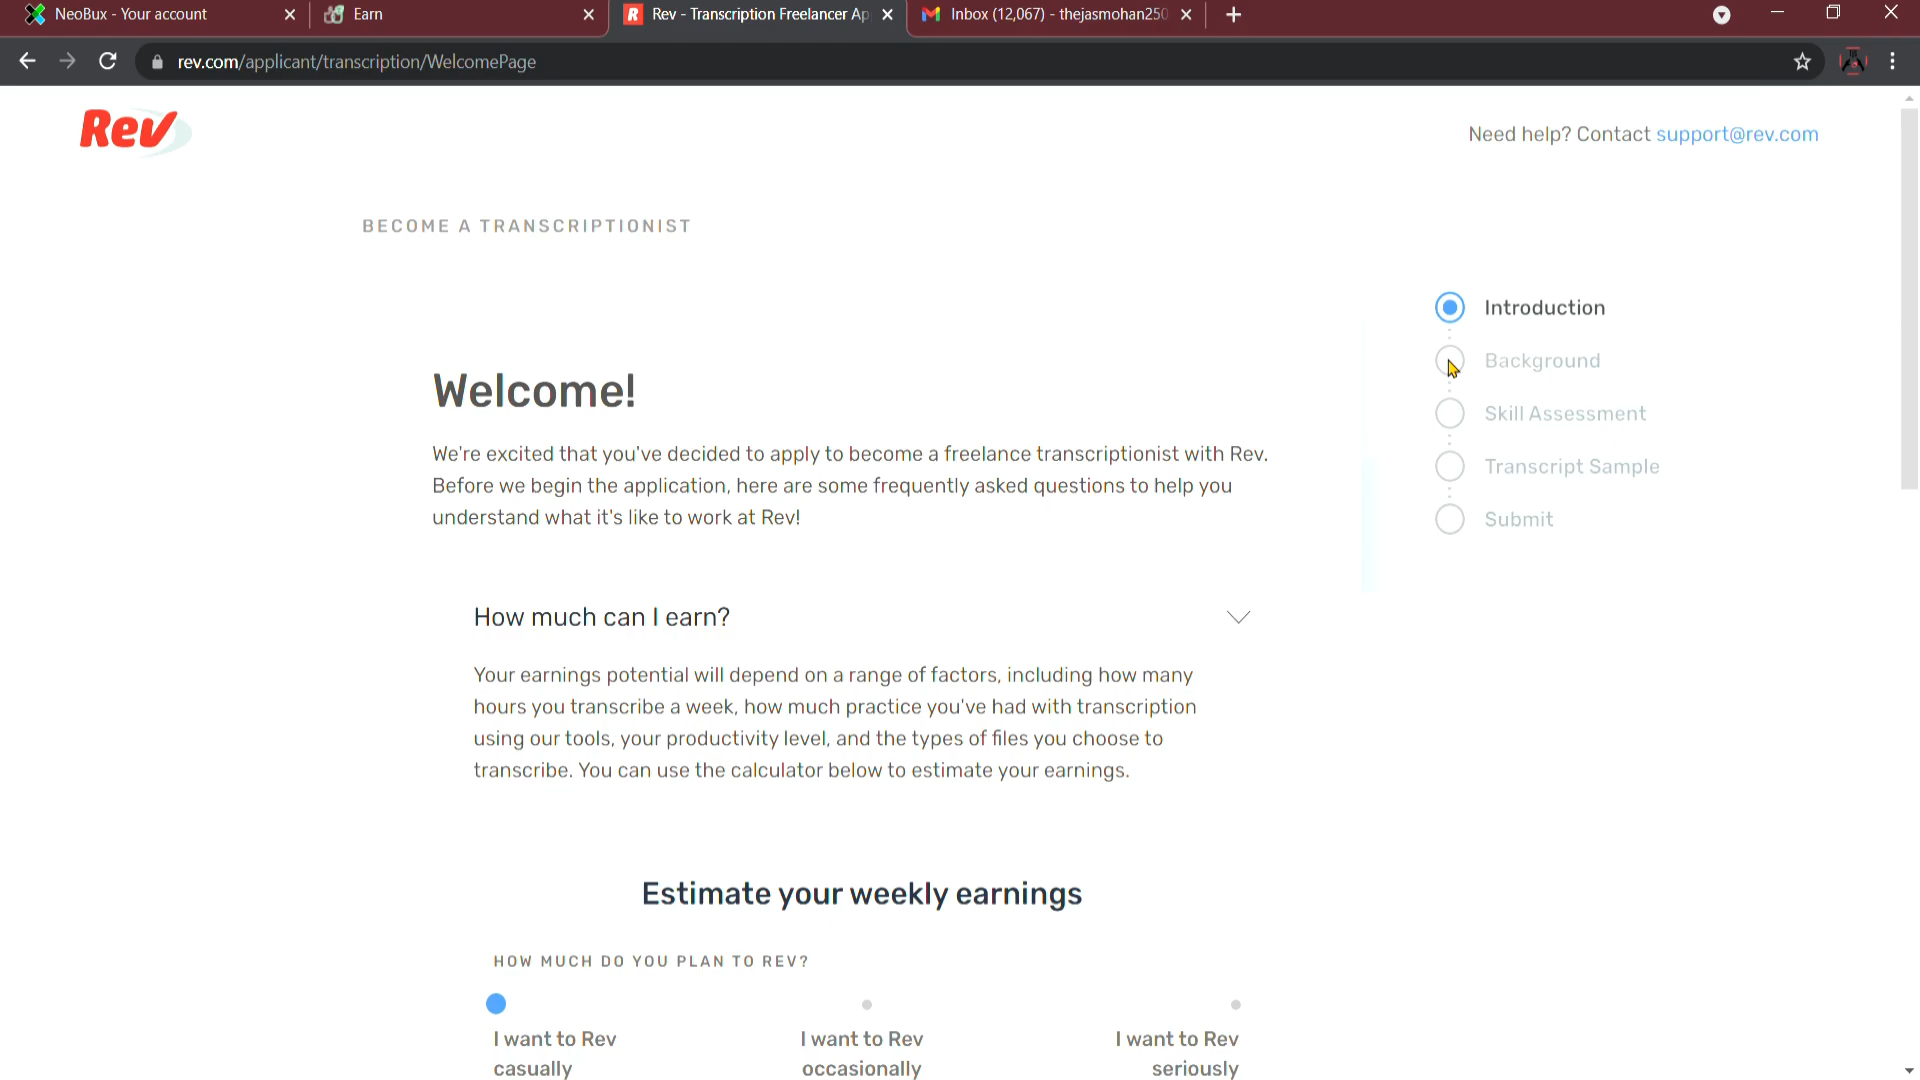 NeoBux - Your account
Earn
Rev - Transcription Freelancer Ap
Inbox (12,067) - thejasmohan250
rev.com/applicant/transcription/WelcomePage
Rev
Need help? Contact support@rev.com
BECOME A TRANSCRIPTIONIST
Introduction
Background
Skill Assessment
Transcript Sample
Submit
Welcome!
We're excited that you've decided to apply to become a freelance transcriptionist with Rev.
Before we begin the application, here are some frequently asked questions to help you
understand what it's like to work at Rev!
How much can I earn?
Your earnings potential will depend on a range of factors, including how many
hours you transcribe a week, how much practice you've had with transcription
using our tools, your productivity level, and the types of files you choose to
transcribe. You can use the calculator below to estimate your earnings.
Estimate your weekly earnings
HOW MUCH DO YOU PLAN TO REV?
I want to Rev
casually
I want to Rev
occasionally
I want to Rev
seriously